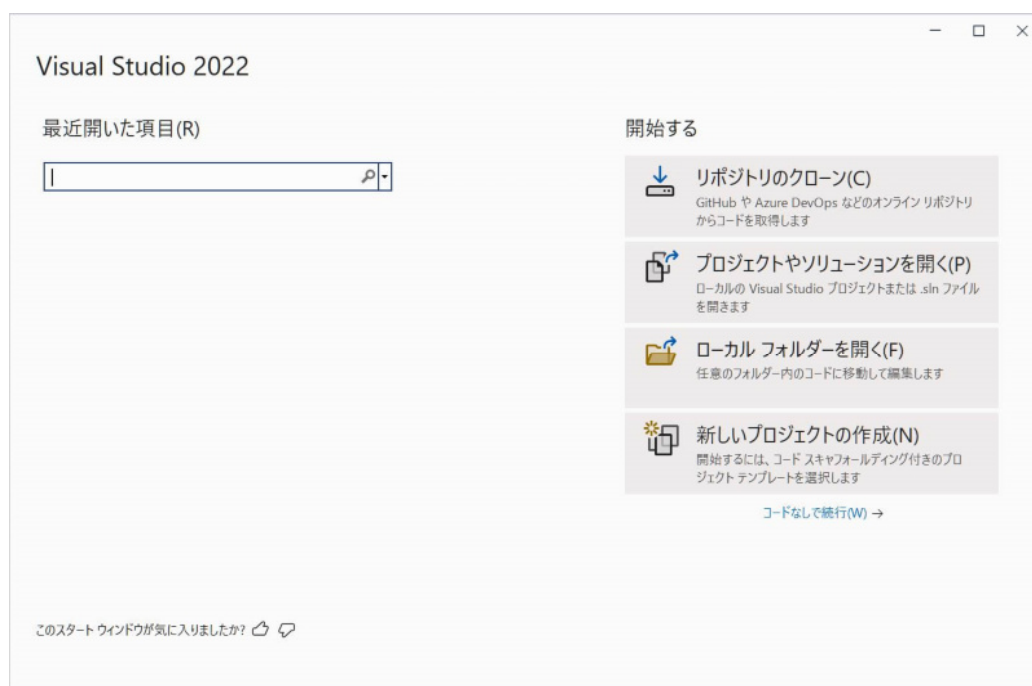 Visual Studio 2022
最近開いた項目(R)
開始する
リポジトリのクローン(C)
GitHub や Azure DevOps などのオンライン リポジトリ
からコードを取得します
プロジェクトやソリューションを開く(P)
ローカルの Visual Studio プロジェクトまたは .sln ファイル
を開きます
ローカル フォルダーを開く(F)
任意のフォルダー内のコードに移動して編集します
新しいプロジェクトの作成(N)
開始するには、コード スキャフォールディング付きのプロ
ジェクト テンプレートを選択します
コードなしで続行(W) →
このスタート ウィンドウが気に入りましたか?